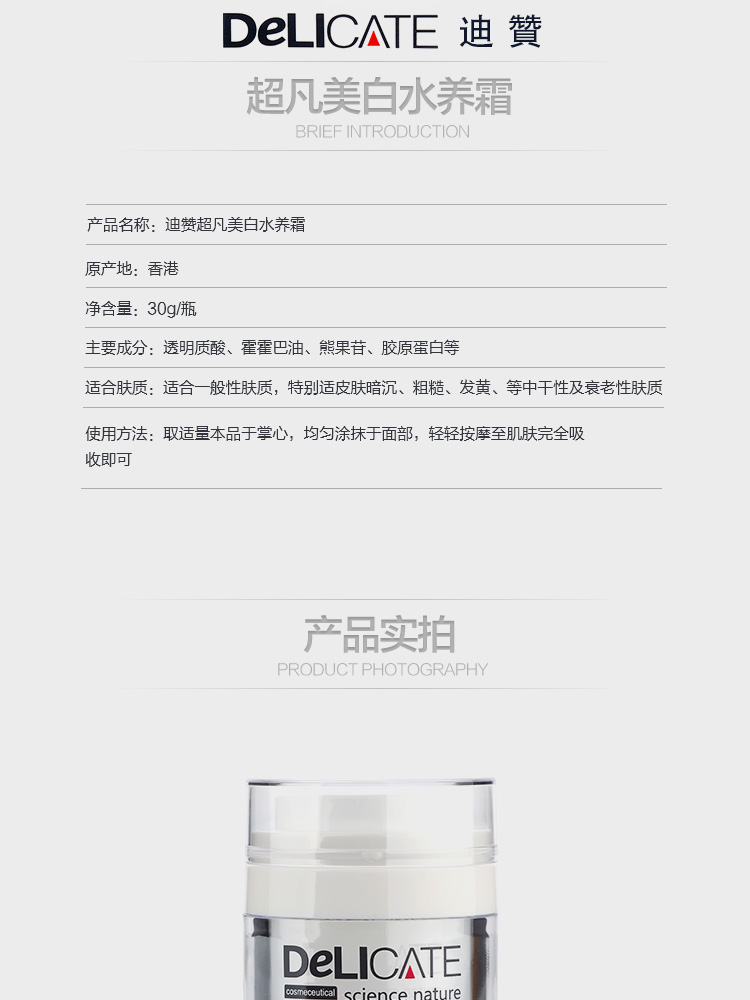 DeLICATE 迪 贊
超凡美白水养霜
BRIEF INTRODUCTION
产品名称：迪赞超凡美白水养霜
原产地：香港
净含量：30g/瓶
主要成分：透明质酸、霍霍巴油、熊果苷、胶原蛋白等
适合肤质：适合一般性肤质，特别适皮肤暗沉、粗糙、发黄、等中干性及衰老性肤质
使用方法：取适量本品于掌心，均匀涂抹于面部，轻轻按摩至肌肤完全吸
收即可
产品实拍
PRODUCT PHOTOGRAPHY
DeLICATE
cosmeceutical science nature